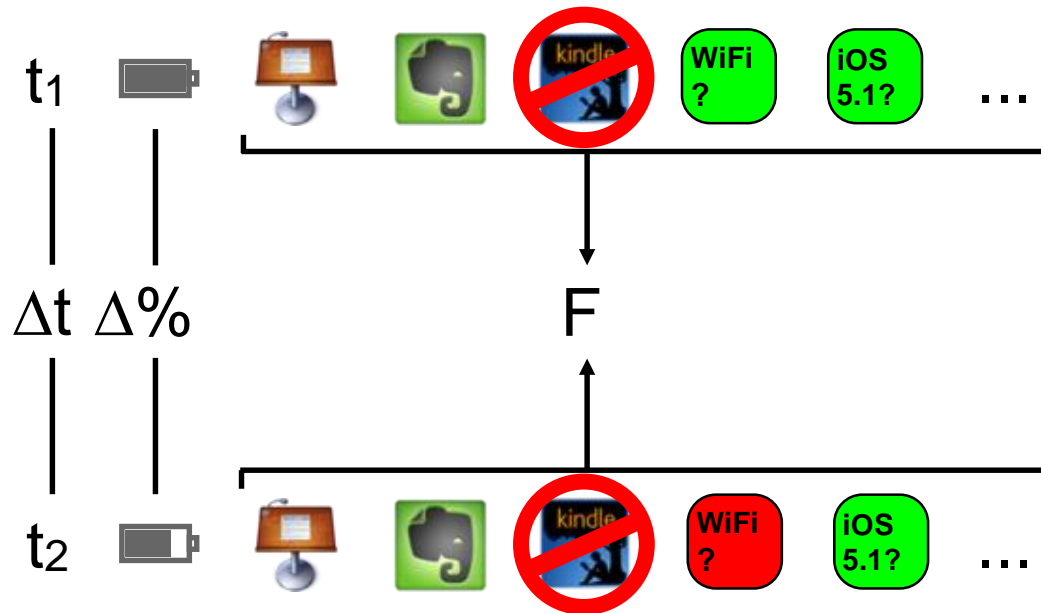 t1
kindle
WiFi
?
iOS
5.1?
...
Δt Δ%
F
t2
kindle
WiFi
?
iOS
5.1?
...